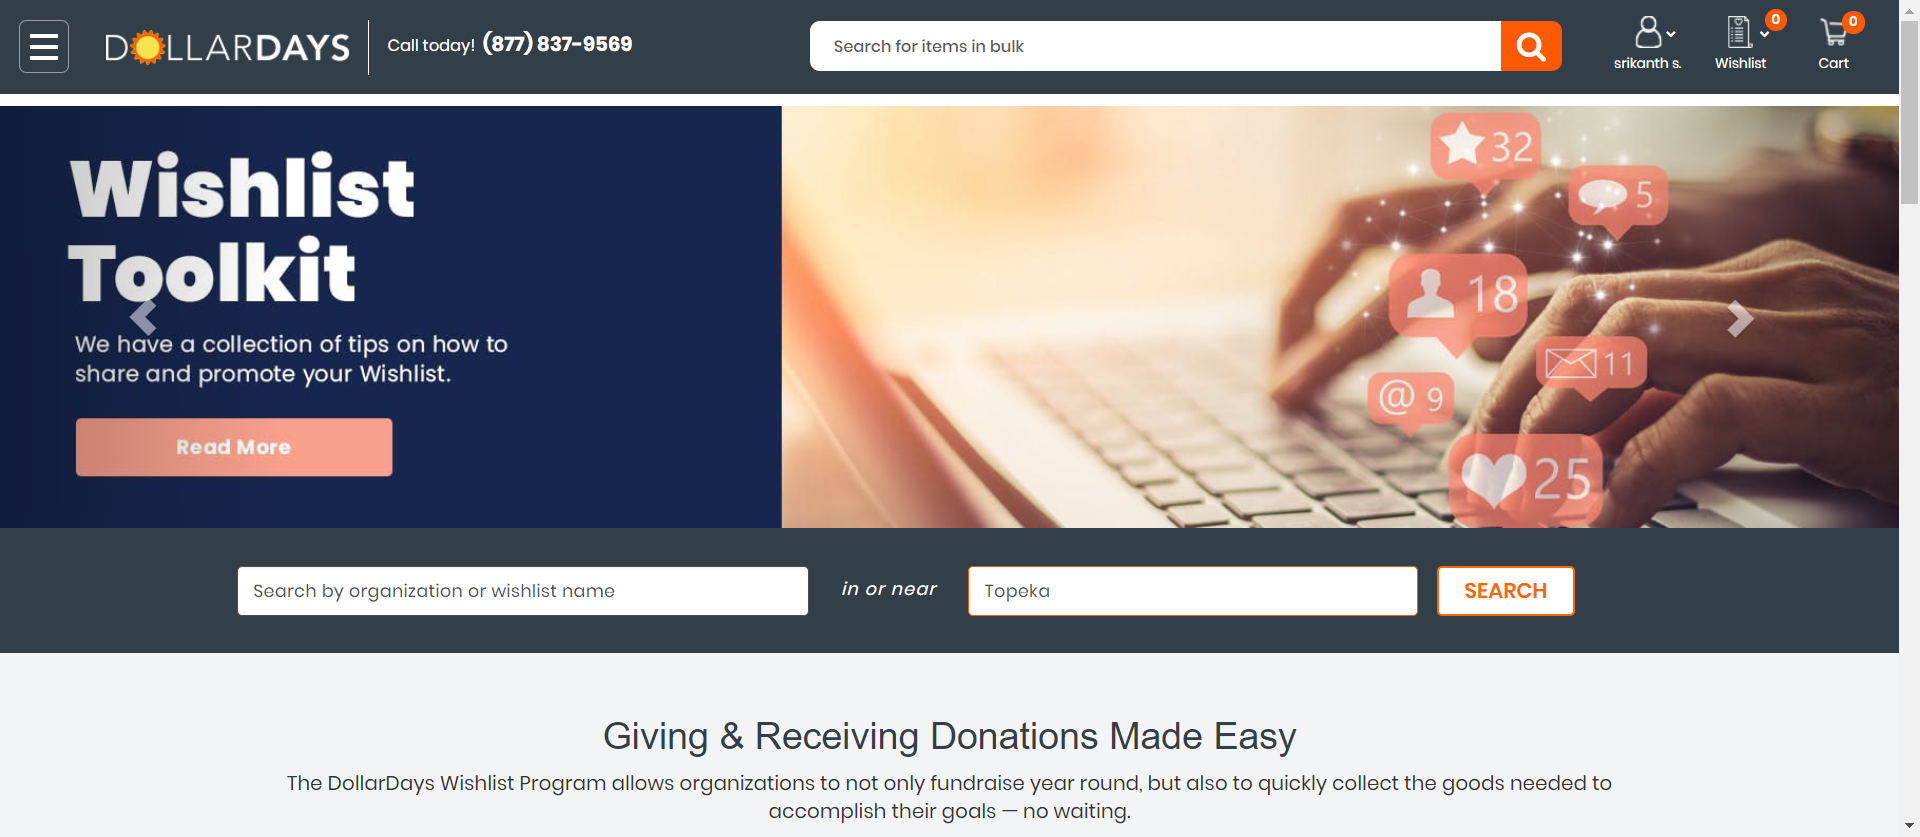 DOLLARDAYS
Call today! (877) 837-9569
Search for items in bulk
srikanth s.
0
Wishlist
0
Cart
Wishlist
Toolkit
We have a collection of tips on how to
share and promote your Wishlist.
Read More
32
5
18
11
@ 9
25
Search by organization or wishlist name
in or near
Topeka
SEARCH
Giving & Receiving Donations Made Easy
The DollarDays Wishlist Program allows organizations to not only fundraise year round, but also to quickly collect the goods needed to
accomplish their goals — no waiting.